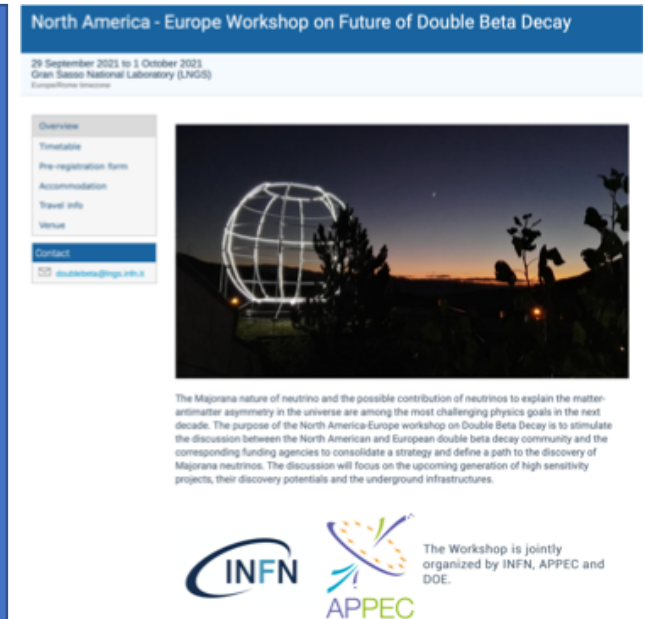 North America - Europe Workshop on Future of Double Beta Decay
29 September 2021 to 1 October 2021
Gran Sasso National Laboratory (LNGS)
Europe/Rome timezone
Overview
Timetable
Pre-registration form
Accommodation
Travel info
Venue
Contact
doublebeta@lngs.infn.it
The Majorana nature of neutrino and the possible contribution of neutrinos to explain the matter-
antimatter asymmetry in the universe are among the most challenging physics goals in the next
decade. The purpose of the North America-Europe workshop on Double Beta Decay is to stimulate
the discussion between the North American and European double beta decay community and the
corresponding funding agencies to consolidate a strategy and define a path to the discovery of
Majorana neutrinos. The discussion will focus on the upcoming generation of high sensitivity
projects, their discovery potentials and the underground infrastructures.
INFN
APPEC
The Workshop is jointly
organized by INFN, APPEC and
DOE.